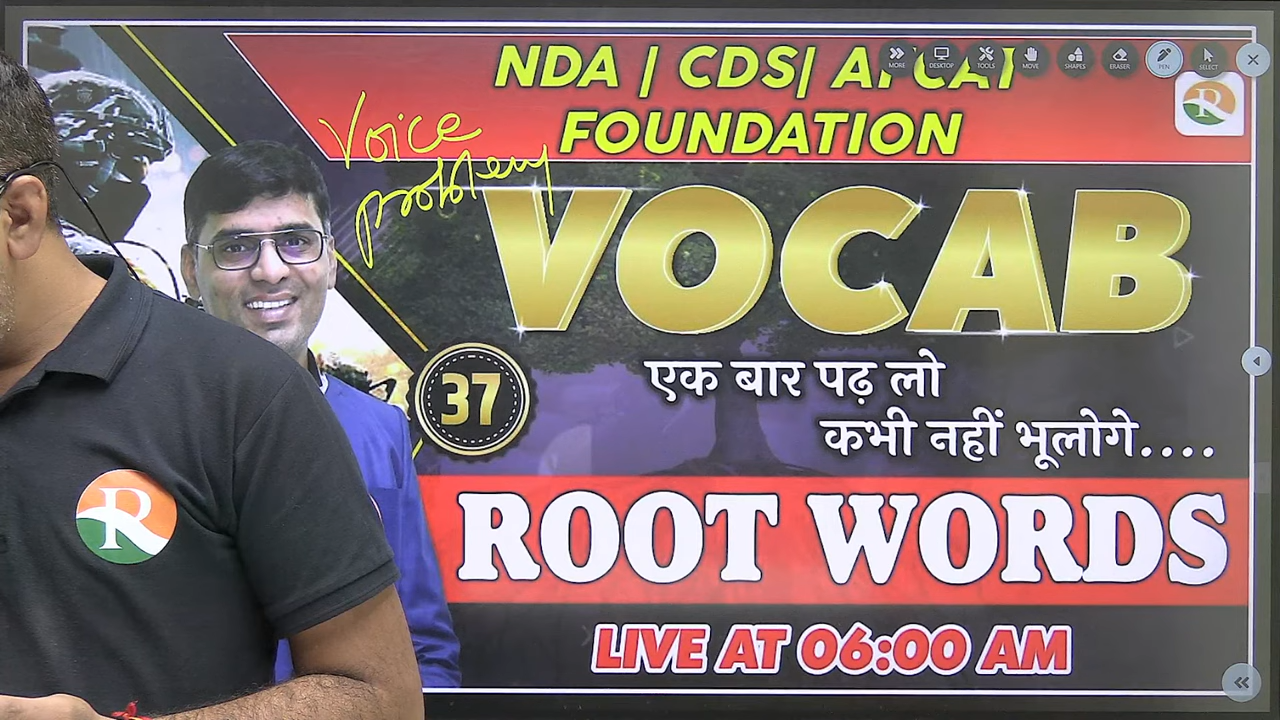 NDA | CDS| AFCAT
FOUNDATION
Voice
problem
VOCAB
37
एक बार पढ़ लो
कभी नहीं भूलोगे....
ROOT WORDS
LIVE AT 06:00 AM
MORE
DESKTOP
TOOLS
MOVE
SHAPES
ERASER
PEN
SELECT
R
R